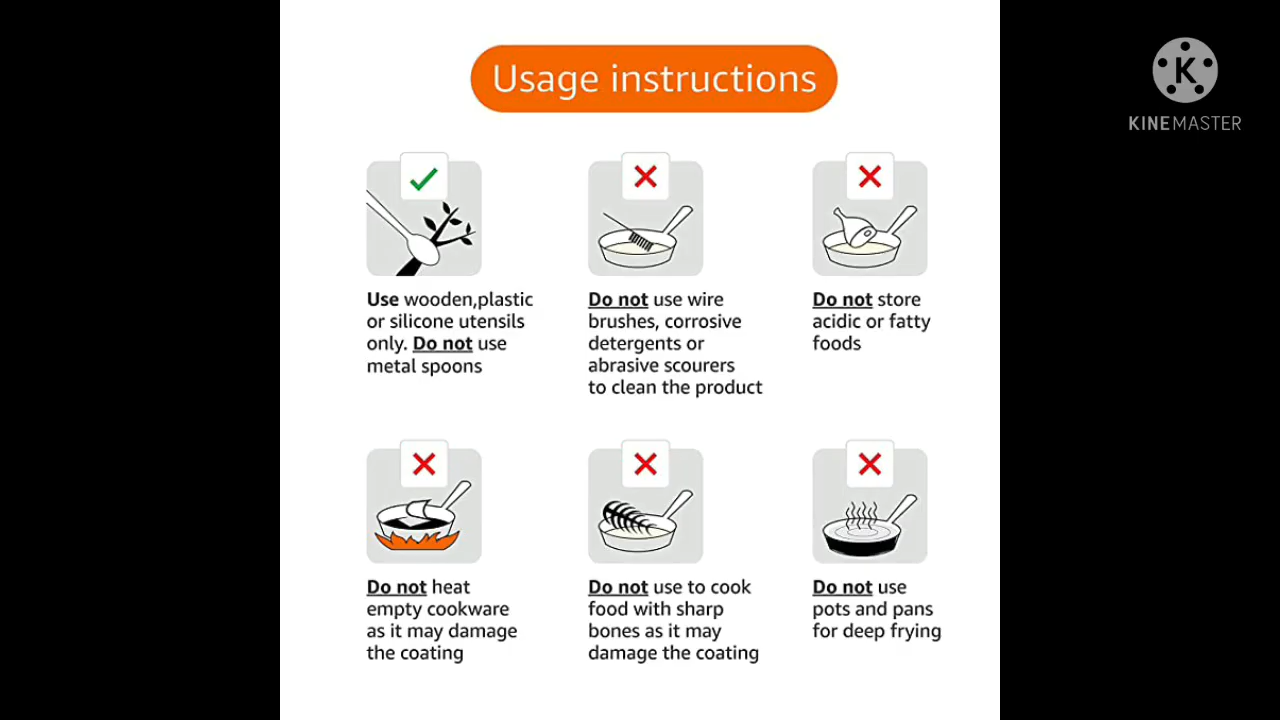 Usage instructions
K
KINEMASTER
Use wooden,plastic
or silicone utensils
only. Do not use
metal spoons
Do not use wire
brushes, corrosive
detergents or
abrasive scourers
to clean the product
Do not store
acidic or fatty
foods
Do not heat
empty cookware
as it may damage
the coating
Do not use to cook
food with sharp
bones as it may
damage the coating
Do not use
pots and pans
for deep frying